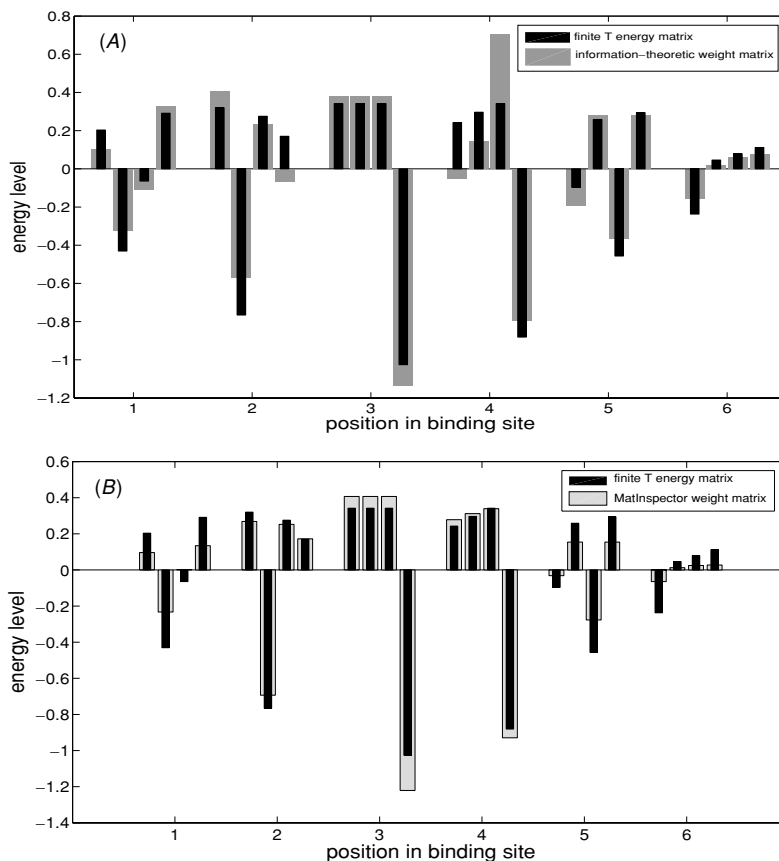 (A)
finite T energy matrix
information−theoretic weight matrix
0.8
0.6
0.4
0.2
0
−0.2
−0.4
−0.6
−0.8
−1
−1.2
energy level
1 2 3 4 5 6
position in binding site
(B)
finite T energy matrix
MatInspector weight matrix
0.6
0.4
0.2
0
−0.2
−0.4
−0.6
−0.8
−1
−1.2
−1.4
energy level
1 2 3 4 5 6
position in binding site